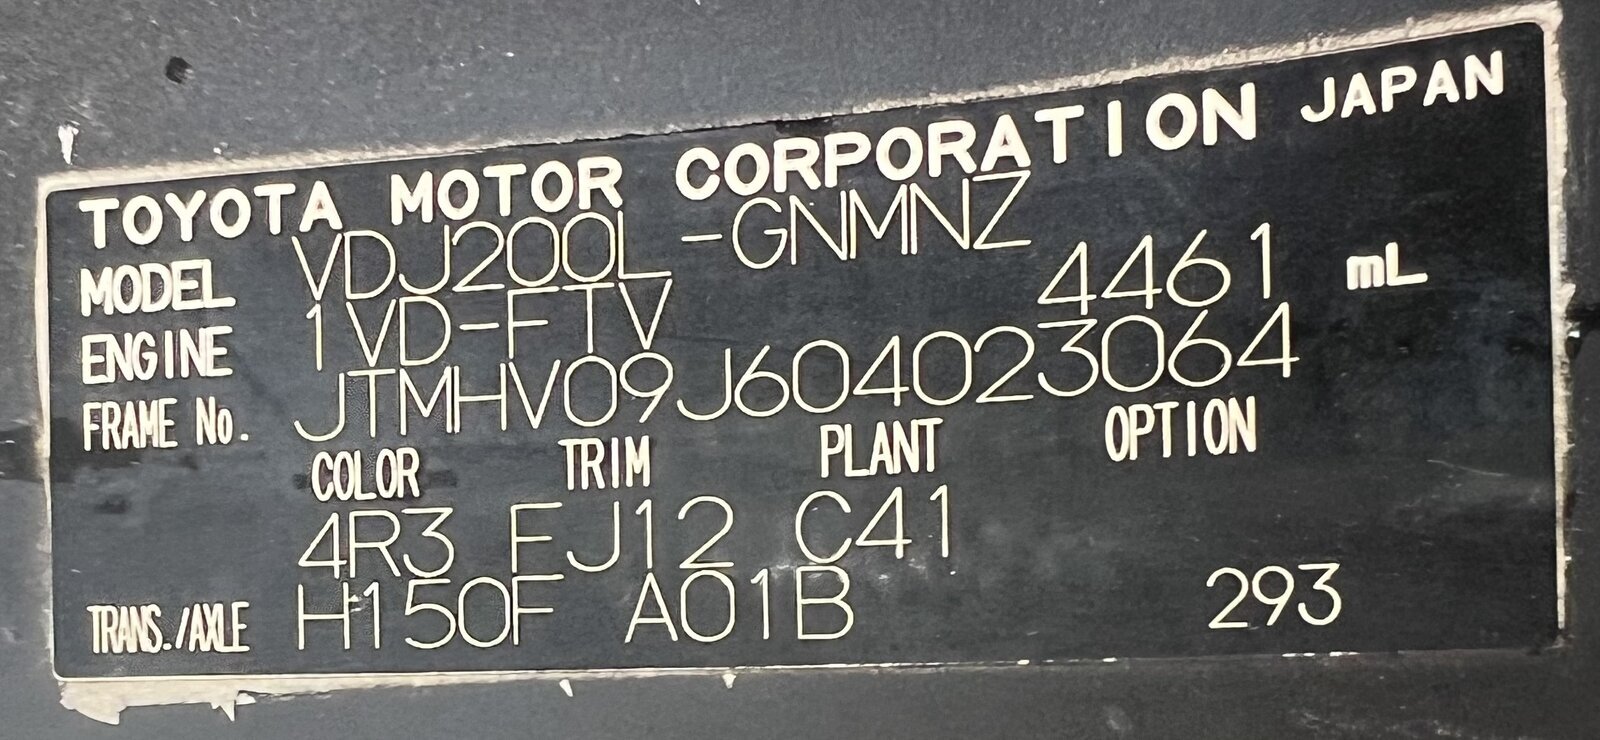 TOYOTA MOTOR CORPORATION JAPAN
MODEL VDJ200L-GNMNZ
ENGINE 1VD-FTV 4461 mL
FRAME No. JTMHV09J604023064
COLOR TRIM PLANT OPTION
4R3 FJ12 C41
TRANS./AXLE H150F A01B 293